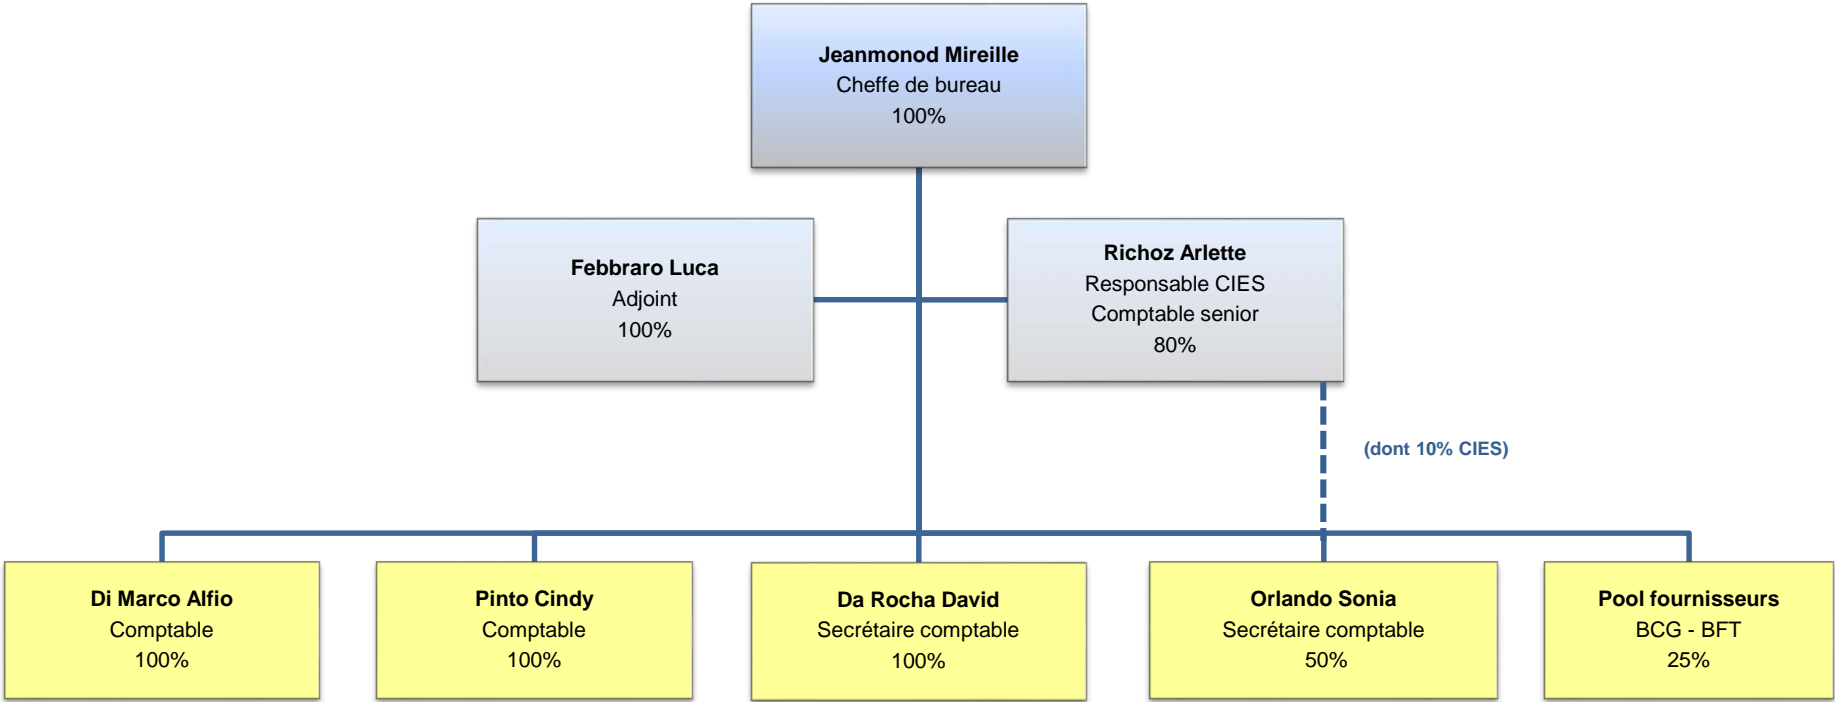 Jeanmonod Mireille
Cheffe de bureau
100%
Febbraro Luca
Adjoint
100%
Richoz Arlette
Responsable CIES
Comptable senior
80%
(dont 10% CIES)
Di Marco Alfio
Comptable
100%
Pinto Cindy
Comptable
100%
Da Rocha David
Secrétaire comptable
100%
Orlando Sonia
Secrétaire comptable
50%
Pool fournisseurs
BCG - BFT
25%